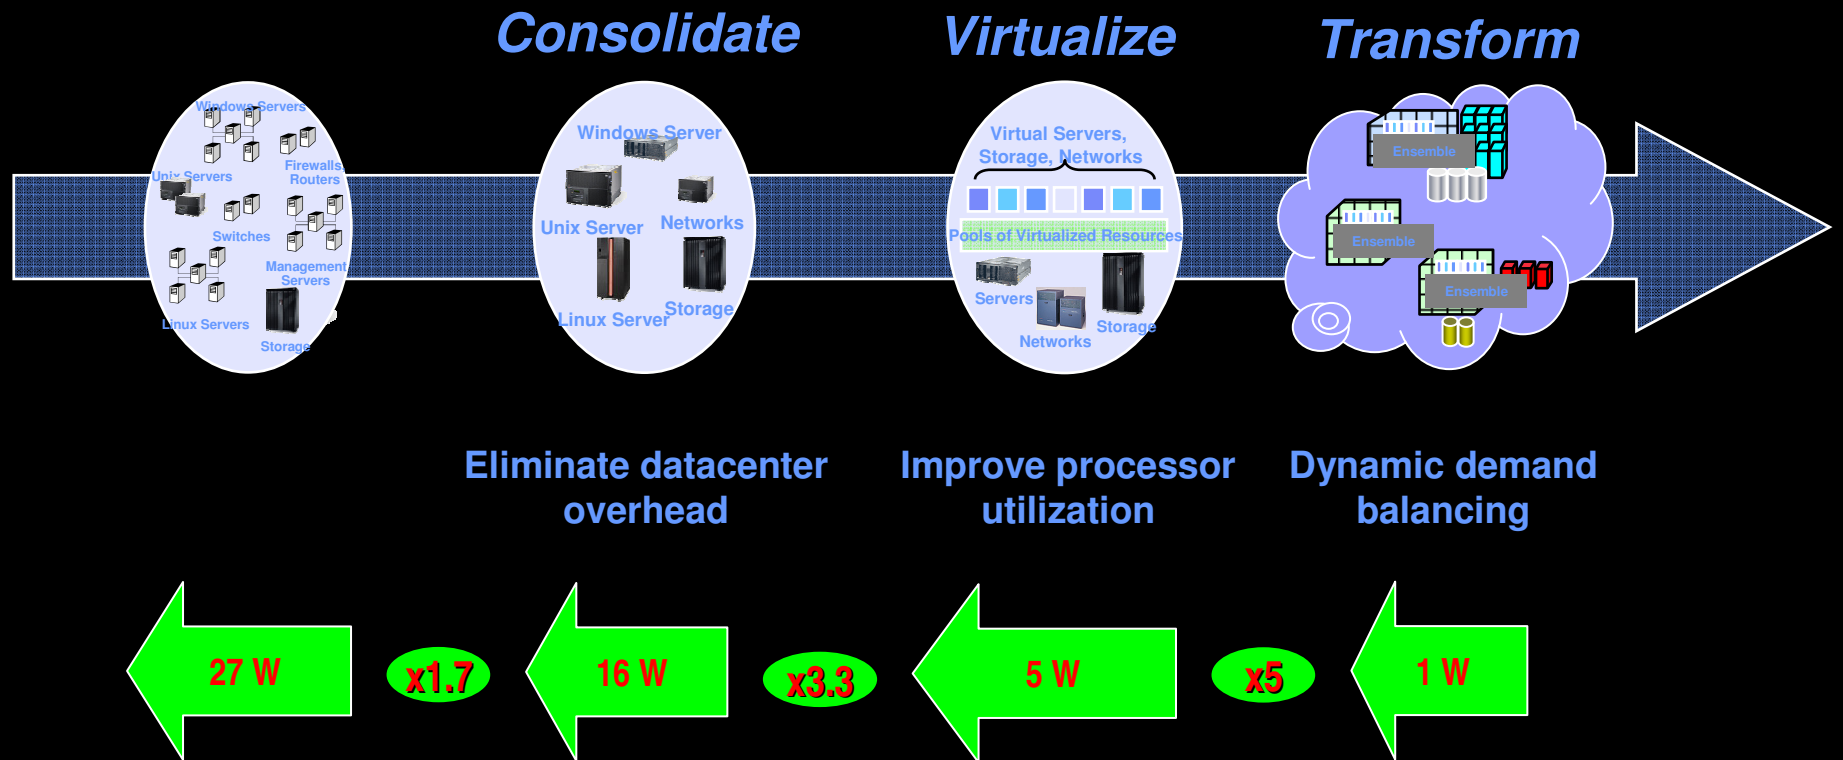 Consolidate
Virtualize
Transform
Windows Servers
Unix Servers
Firewalls,
Routers
Switches
Management
Servers
Linux Servers
Storage
Windows Server
Unix Server
Networks
Linux Server
Storage
Virtual Servers,
Storage, Networks
Pools of Virtualized Resources
Servers
Networks
Storage
Ensemble
Ensemble
Ensemble
Eliminate datacenter
overhead
Improve processor
utilization
Dynamic demand
balancing
27 W
x1.7
16 W
x3.3
5 W
x5
1 W